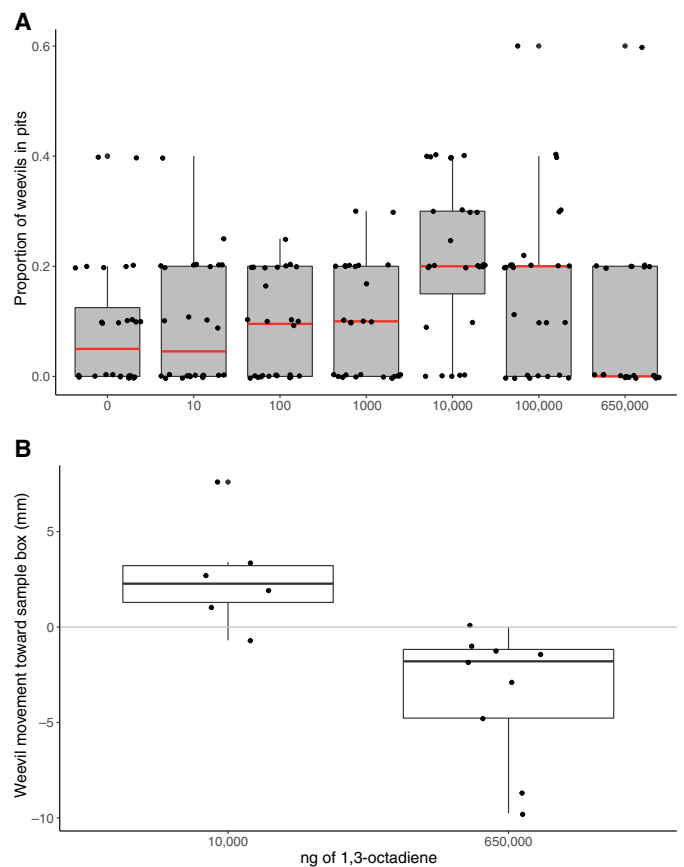 A
Proportion of weevils in pits
0.6
0.4
0.2
0.0
0 10 100 1000 10,000 100,000 650,000
B
Weevil movement toward sample box (mm)
5
0
−5
−10
10,000 650,000
ng of 1,3-octadiene